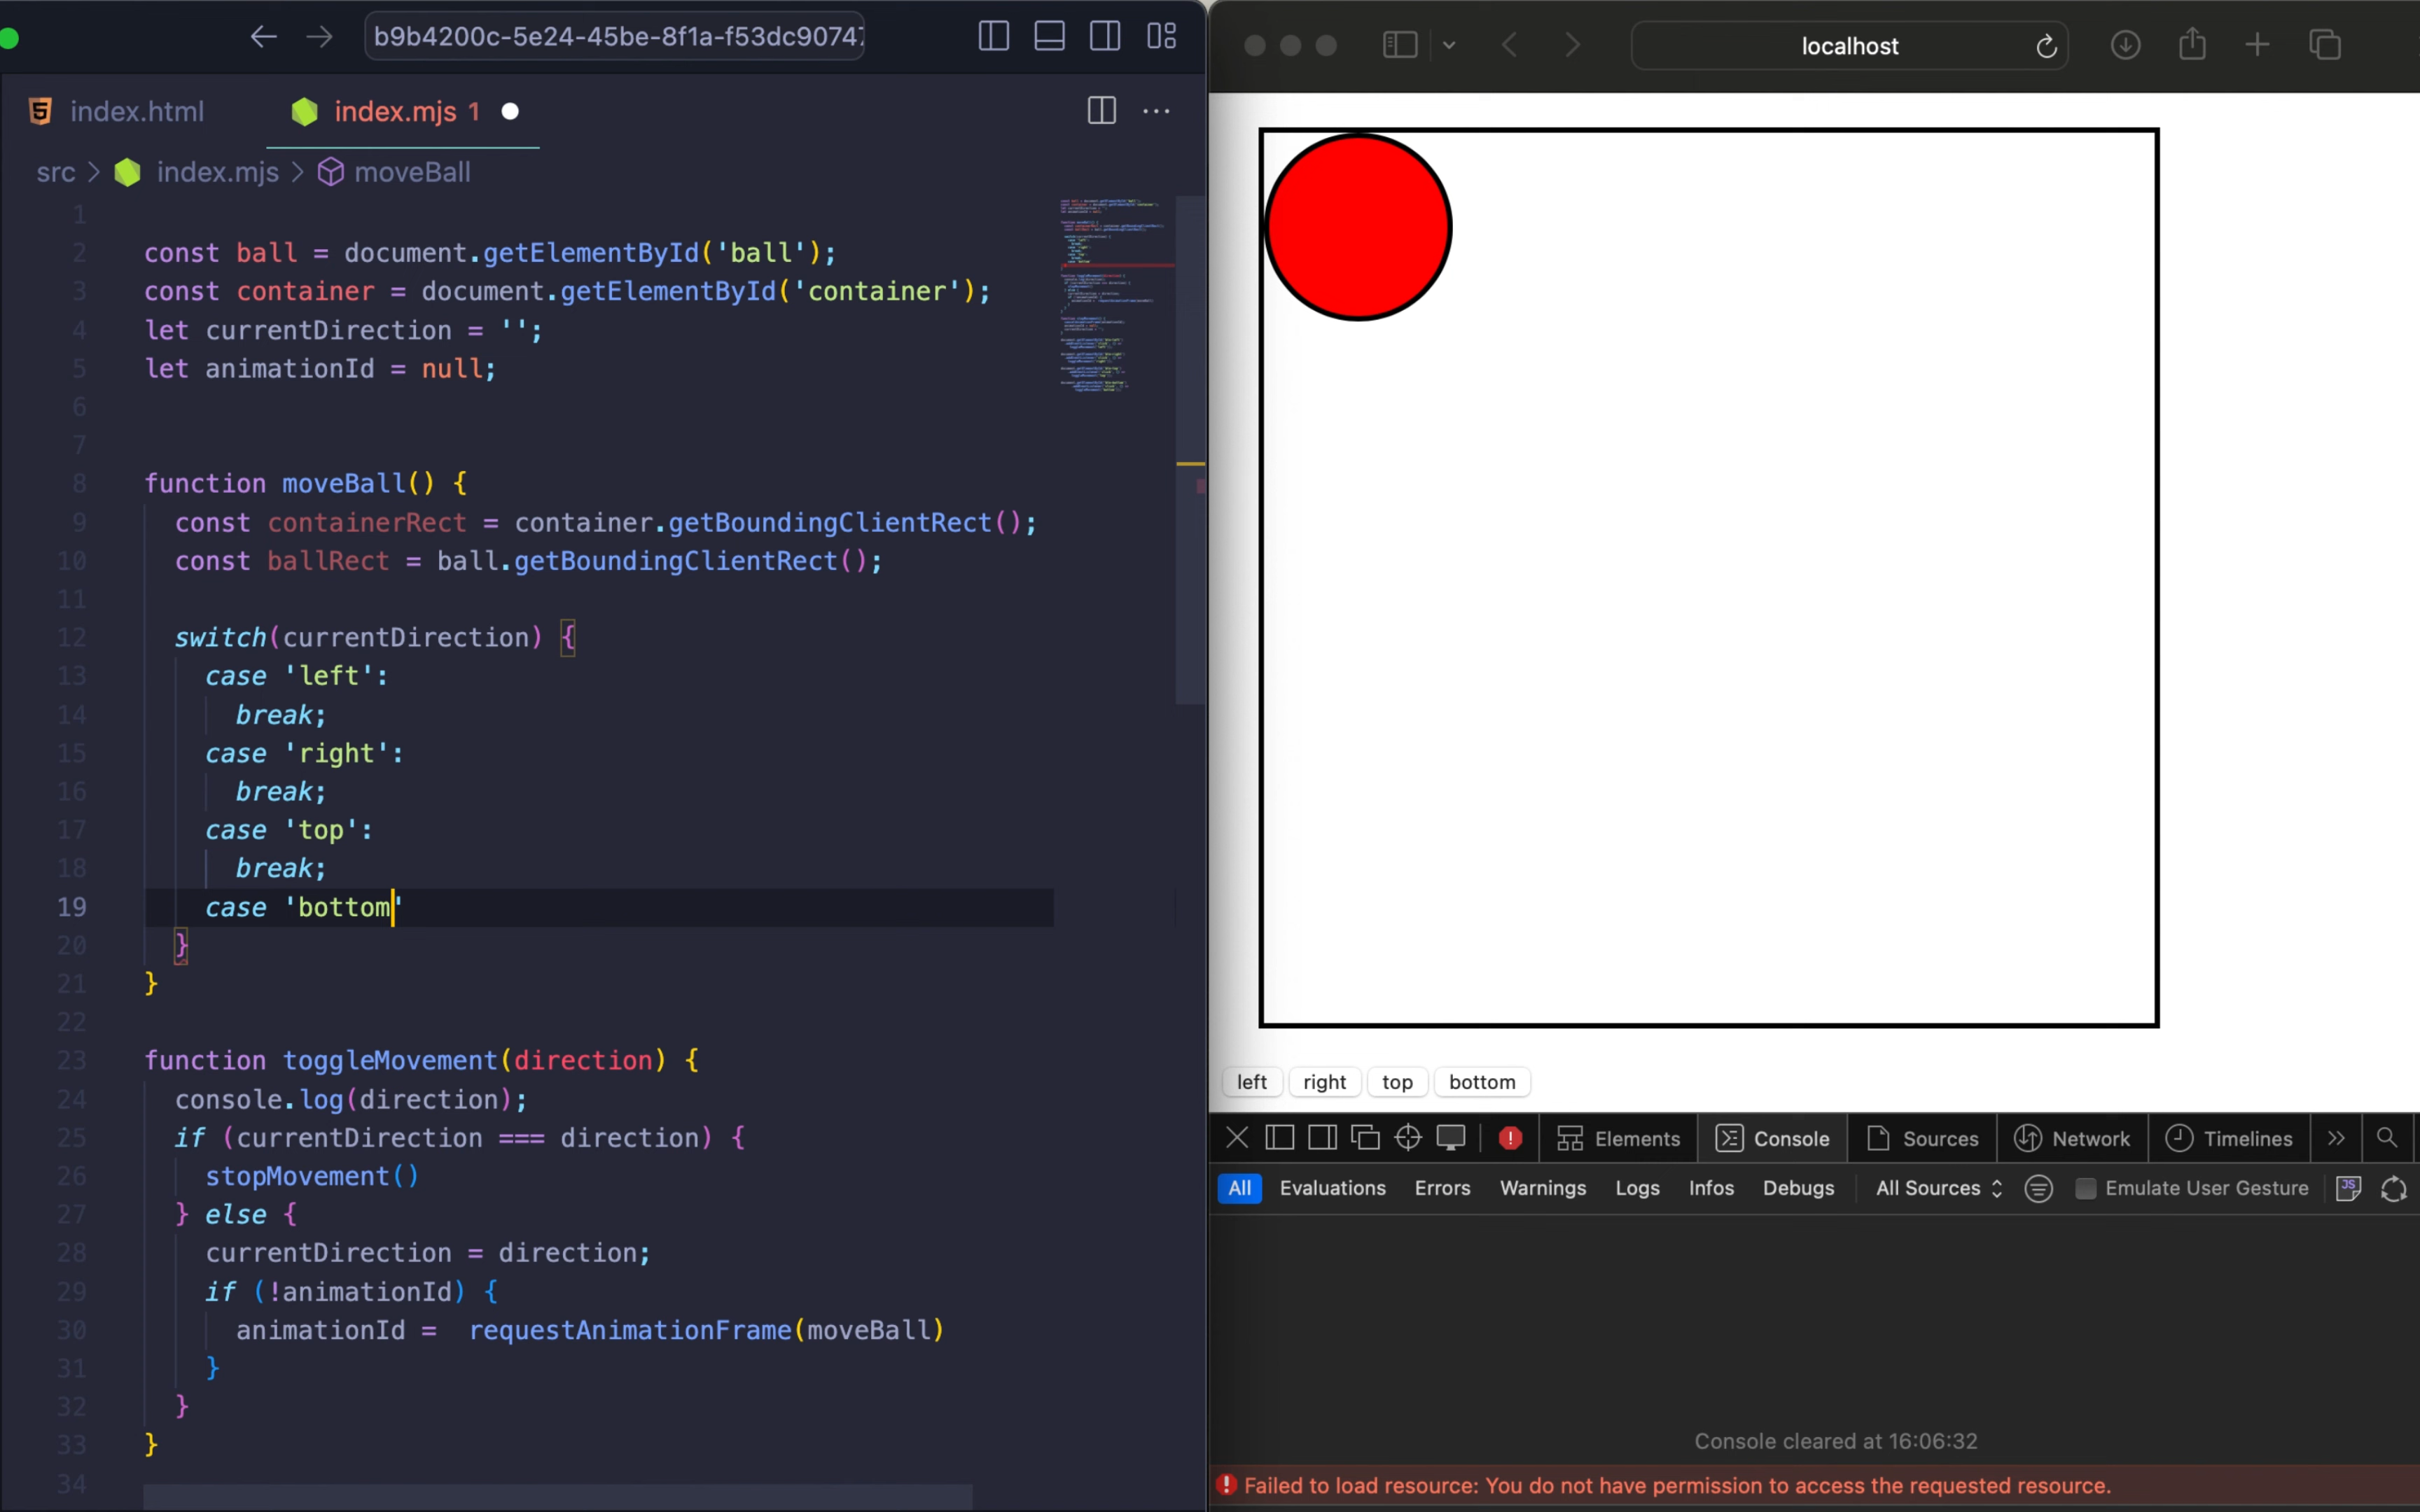 b9b4200c-5e24-45be-8f1a-f53dc90747
index.html
index.mjs 1
src > index.mjs > moveBall
1
2 const ball = document.getElementById('ball');
3 const container = document.getElementById('container');
4 let currentDirection = '';
5 let animationId = null;
6
7
8 function moveBall() {
9 const containerRect = container.getBoundingClientRect();
10 const ballRect = ball.getBoundingClientRect();
11
12 switch(currentDirection) {
13 case 'left':
14 break;
15 case 'right':
16 break;
17 case 'top':
18 break;
19 case 'bottom'
20 }
21 }
22
23 function toggleMovement(direction) {
24 console.log(direction);
25 if (currentDirection === direction) {
26 stopMovement()
27 } else {
28 currentDirection = direction;
29 if (!animationId) {
30 animationId =  requestAnimationFrame(moveBall)
31 }
32 }
33 }
34
localhost
left right top bottom
Elements Console Sources Network Timelines
All Evaluations Errors Warnings Logs Infos Debugs All Sources Emulate User Gesture JS
Console cleared at 16:06:32
Failed to load resource: You do not have permission to access the requested resource.